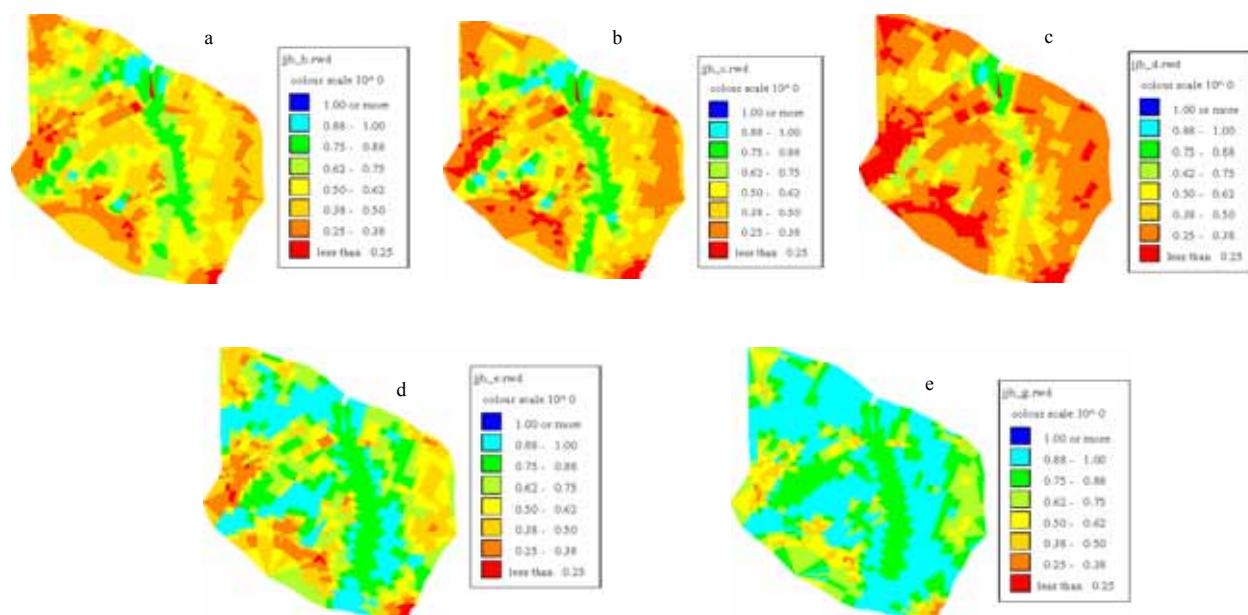 a
jjh_b.rwd
colour scale 10^ 0
1.00 or more
0.88 - 1.00
0.75 - 0.88
0.62 - 0.75
0.50 - 0.62
0.38 - 0.50
0.25 - 0.38
less than 0.25
b
jjh_c.rwd
colour scale 10^ 0
1.00 or more
0.88 - 1.00
0.75 - 0.88
0.62 - 0.75
0.50 - 0.62
0.38 - 0.50
0.25 - 0.38
less than 0.25
c
jjh_d.rwd
colour scale 10^ 0
1.00 or more
0.88 - 1.00
0.75 - 0.88
0.62 - 0.75
0.50 - 0.62
0.38 - 0.50
0.25 - 0.38
less than 0.25
d
jjh_e.rwd
colour scale 10^ 0
1.00 or more
0.88 - 1.00
0.75 - 0.88
0.62 - 0.75
0.50 - 0.62
0.38 - 0.50
0.25 - 0.38
less than 0.25
e
jjh_g.rwd
colour scale 10^ 0
1.00 or more
0.88 - 1.00
0.75 - 0.88
0.62 - 0.75
0.50 - 0.62
0.38 - 0.50
0.25 - 0.38
less than 0.25